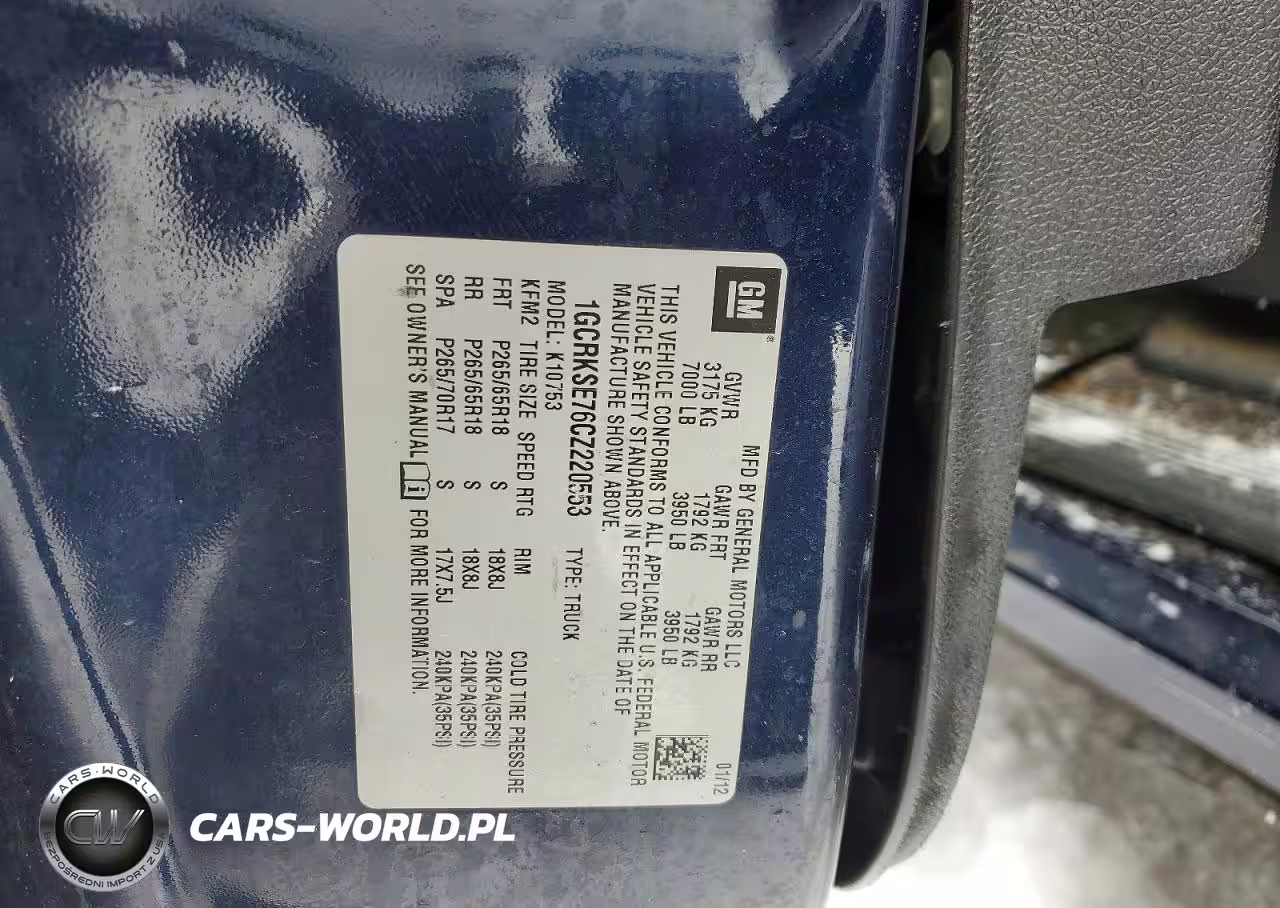 GM
MFD BY GENERAL MOTORS LLC 01/12
GVWR GAWR FRT GAWR RR
3175 KG 1792 KG 1792 KG
7000 LB 3950 LB 3950 LB
THIS VEHICLE CONFORMS TO ALL APPLICABLE U.S. FEDERAL MOTOR
VEHICLE SAFETY STANDARDS IN EFFECT ON THE DATE OF
MANUFACTURE SHOWN ABOVE.
1GCRKSE76CZ220553 TYPE: TRUCK
MODEL: K10753
KFM2 TIRE SIZE SPEED RTG RIM COLD TIRE PRESSURE
FRT P265/65R18 S 18X8J 240KPA(35PSI)
RR P265/65R18 S 18X8J 240KPA(35PSI)
SPA P265/70R17 S 17X7.5J 240KPA(35PSI)
SEE OWNER'S MANUAL FOR MORE INFORMATION.
CARS-WORLD
CW
BEZPOŚREDNI IMPORT Z USA
CARS-WORLD.PL